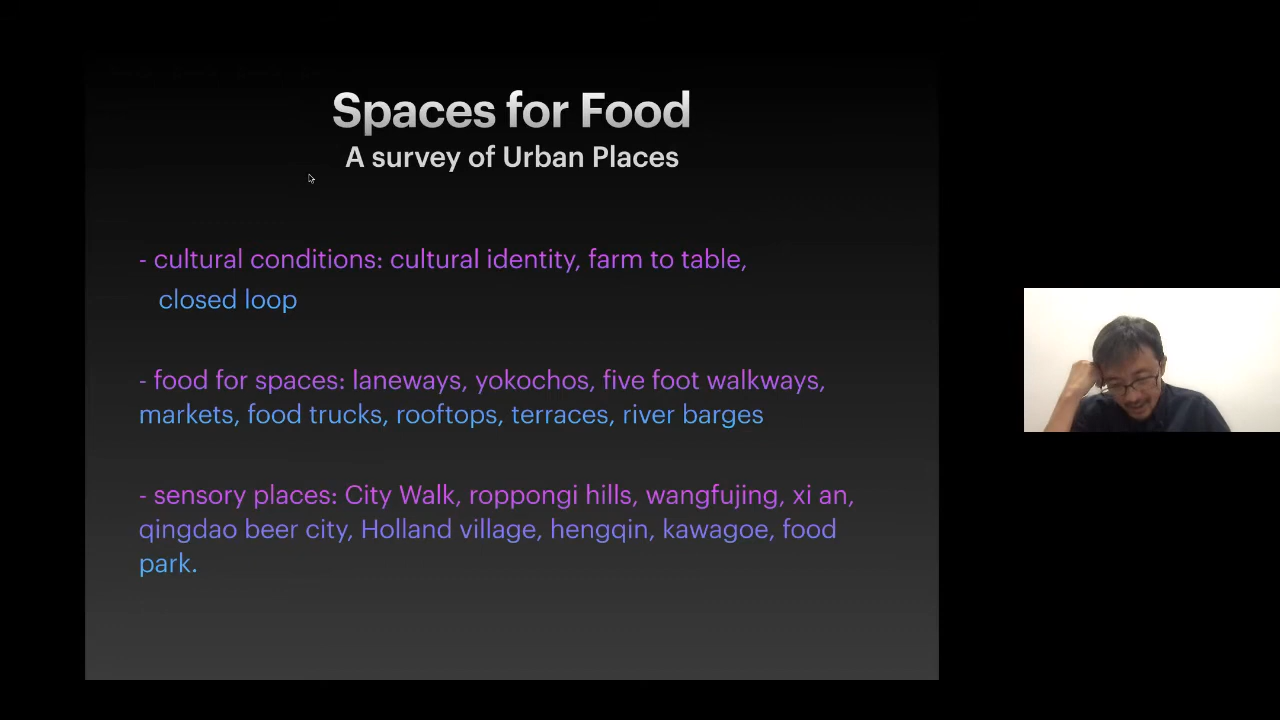 Spaces for Food
A survey of Urban Places
- cultural conditions: cultural identity, farm to table,
closed loop
- food for spaces: laneways, yokochos, five foot walkways,
markets, food trucks, rooftops, terraces, river barges
- sensory places: City Walk, roppongi hills, wangfujing, xi an,
qingdao beer city, Holland village, hengqin, kawagoe, food
park.